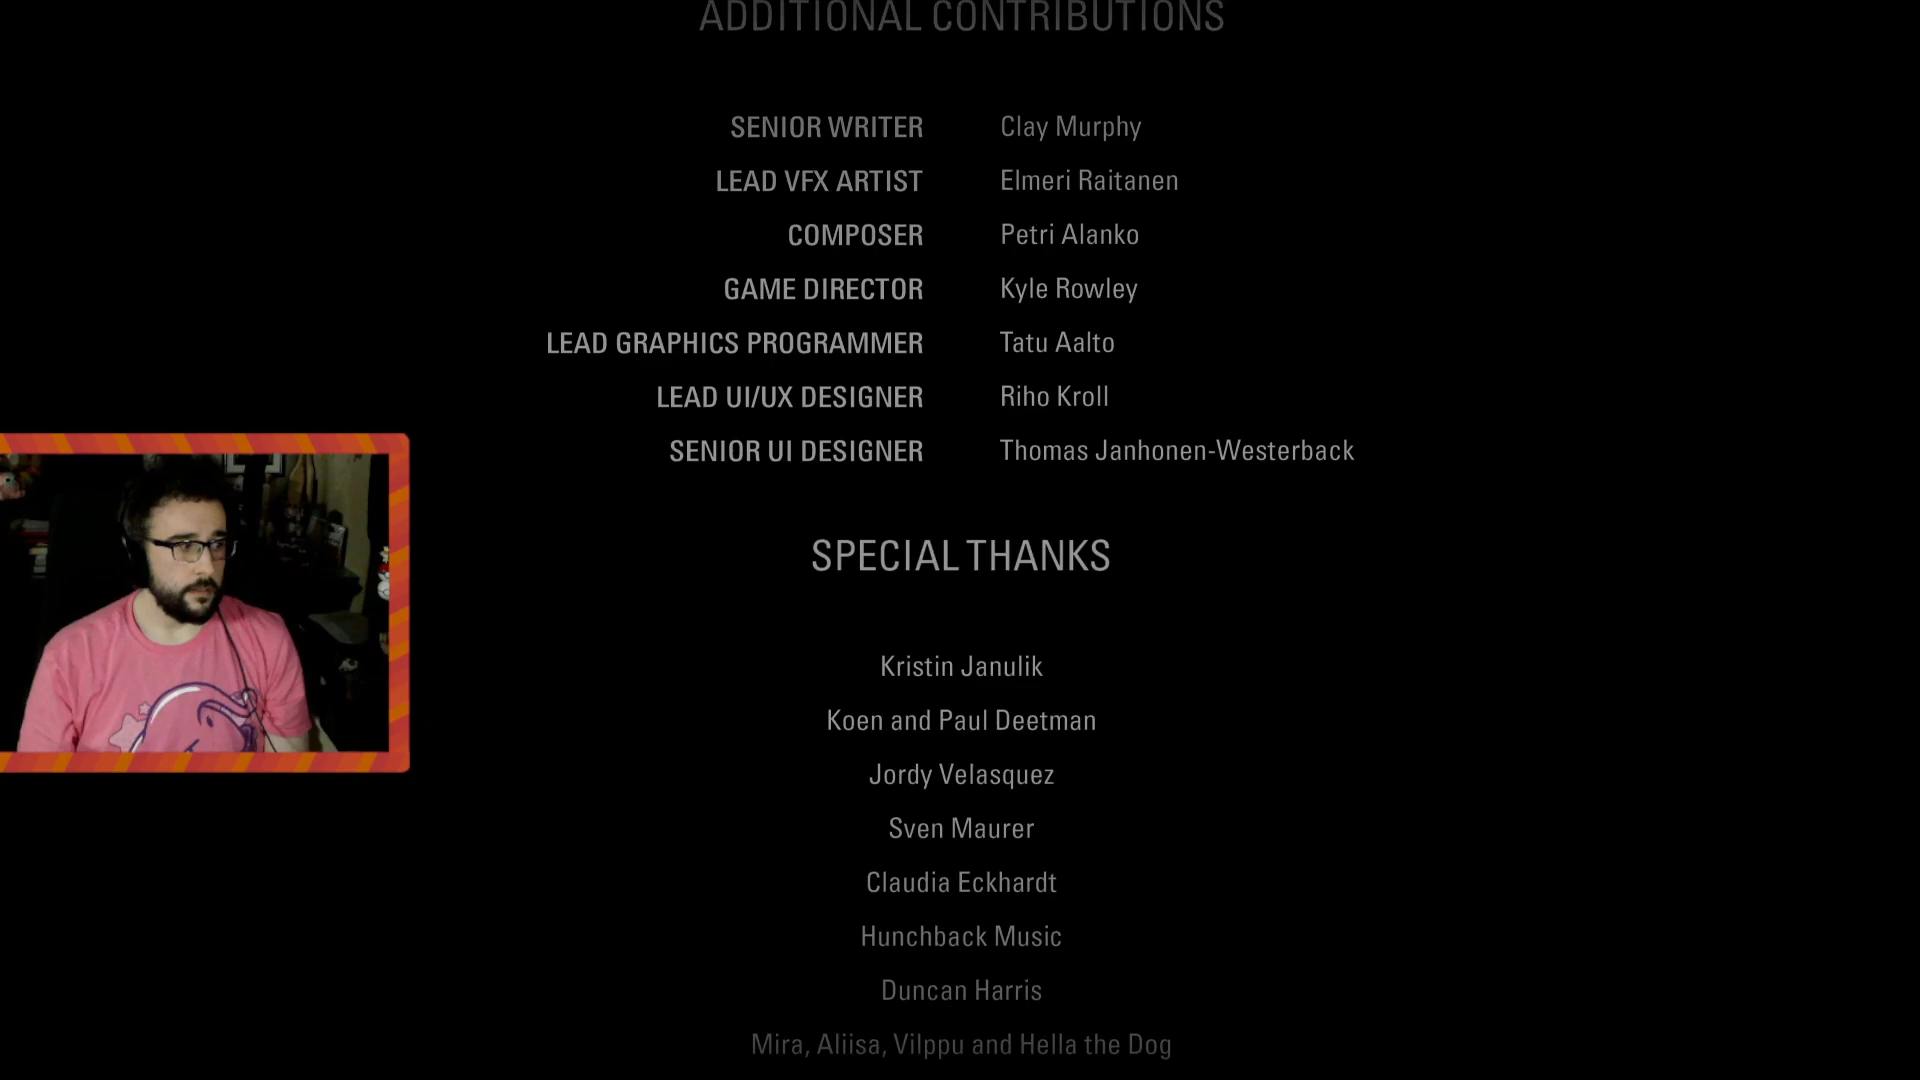 ADDITIONAL CONTRIBUTIONS
SENIOR WRITER Clay Murphy
LEAD VFX ARTIST Elmeri Raitanen
COMPOSER Petri Alanko
GAME DIRECTOR Kyle Rowley
LEAD GRAPHICS PROGRAMMER Tatu Aalto
LEAD UI/UX DESIGNER Riho Kroll
SENIOR UI DESIGNER Thomas Janhonen-Westerback
SPECIAL THANKS
Kristin Janulik
Koen and Paul Deetman
Jordy Velasquez
Sven Maurer
Claudia Eckhardt
Hunchback Music
Duncan Harris
Mira, Aliisa, Vilppu and Hella the Dog